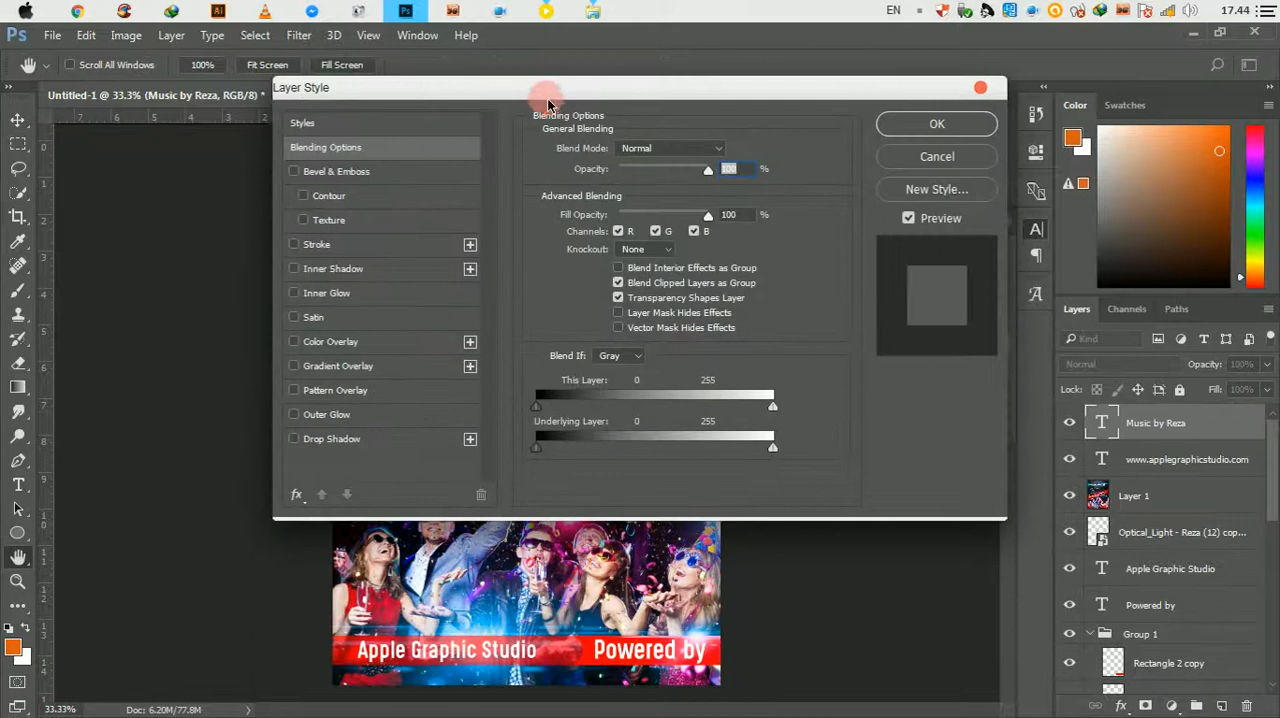 EN
17.44
Ps File Edit Image Layer Type Select Filter 3D View Window Help
Scroll All Windows 100% Fit Screen Fill Screen
Untitled-1 @ 33.3% (Music by Reza, RGB/8) *
Layer Style
Styles
Blending Options
Bevel & Emboss
Contour
Texture
Stroke
Inner Shadow
Inner Glow
Satin
Color Overlay
Gradient Overlay
Pattern Overlay
Outer Glow
Drop Shadow
fx
Blending Options
General Blending
Blend Mode: Normal
Opacity: 100 %
Advanced Blending
Fill Opacity: 100 %
Channels: R G B
Knockout: None
Blend Interior Effects as Group
Blend Clipped Layers as Group
Transparency Shapes Layer
Layer Mask Hides Effects
Vector Mask Hides Effects
Blend If: Gray
This Layer: 0 255
Underlying Layer: 0 255
OK
Cancel
New Style...
Preview
Color Swatches
Layers Channels Paths
Kind
Normal Opacity: 100%
Lock: Fill: 100%
Music by Reza
www.applegraphicstudio.com
Layer 1
Optical_Light - Reza (12) cop...
Apple Graphic Studio
Powered by
Group 1
Rectangle 2 copy
Apple Graphic Studio Powered by
33.33% Doc: 6.20M/77.8M